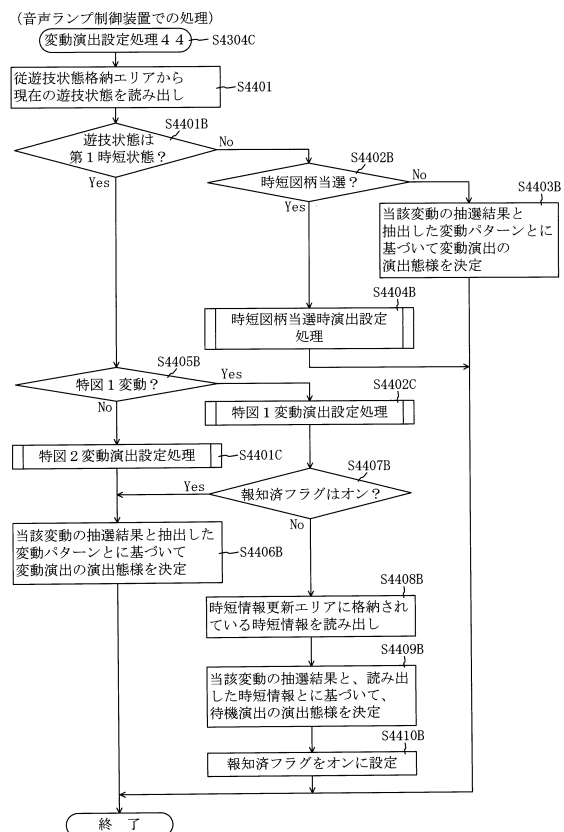 (音声ランプ制御装置での処理)
変動演出設定処理44
S4304C
従遊技状態格納エリアから
現在の遊技状態を読み出し
S4401
S4401B
遊技状態は
第1時短状態?
No
Yes
S4402B
時短図柄当選?
No
Yes
S4403B
当該変動の抽選結果と
抽出した変動パターンとに
基づいて変動演出の
演出態様を決定
S4404B
時短図柄当選時演出設定
処理
S4405B
特図1変動?
Yes
No
S4402C
特図1変動演出設定処理
特図2変動演出設定処理
S4401C
S4407B
報知済フラグはオン?
Yes
No
当該変動の抽選結果と抽出した
変動パターンとに基づいて
変動演出の演出態様を決定
S4406B
S4408B
時短情報更新エリアに格納され
ている時短情報を読み出し
S4409B
当該変動の抽選結果と、読み出
した時短情報とに基づいて、
待機演出の演出態様を決定
S4410B
報知済フラグをオンに設定
終 了